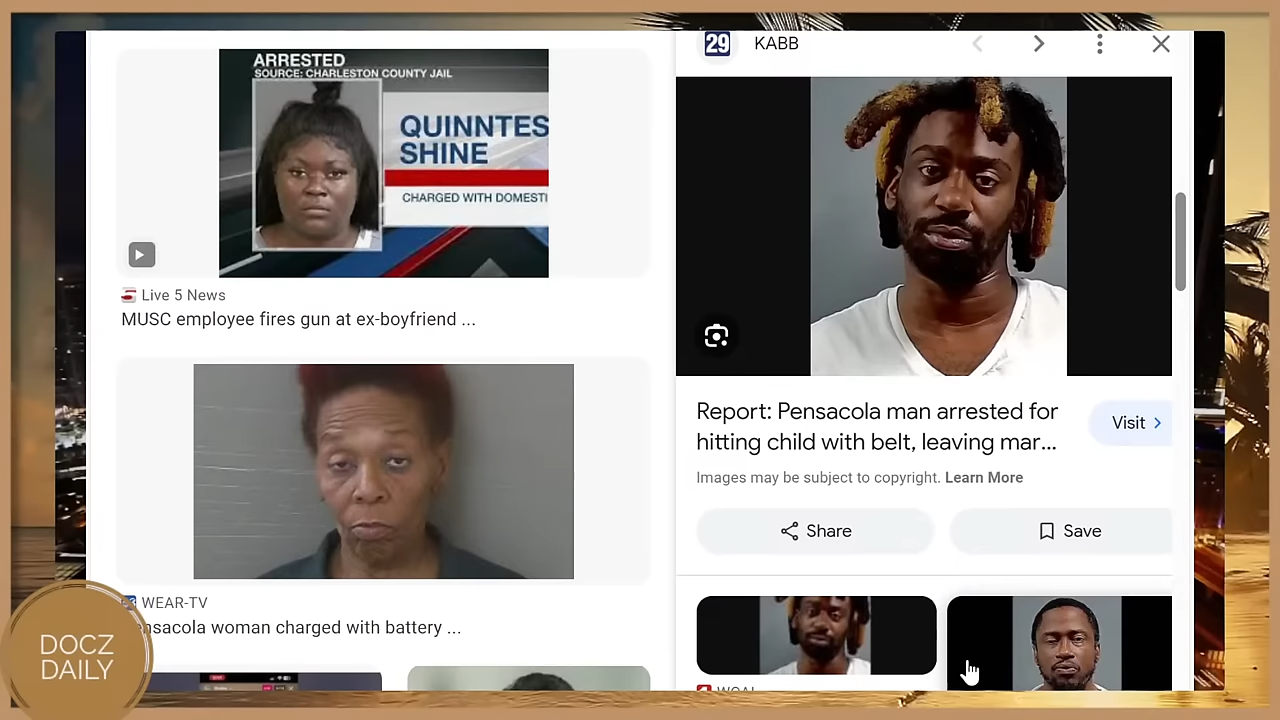 ARRESTED
SOURCE: CHARLESTON COUNTY JAIL
QUINNTES
SHINE
CHARGED WITH DOMESTI
Live 5 News
MUSC employee fires gun at ex-boyfriend ...
WEAR-TV
nsacola woman charged with battery ...
29 KABB
Report: Pensacola man arrested for
hitting child with belt, leaving mar...
Visit
Images may be subject to copyright. Learn More
Share
Save
DOCZ
DAILY